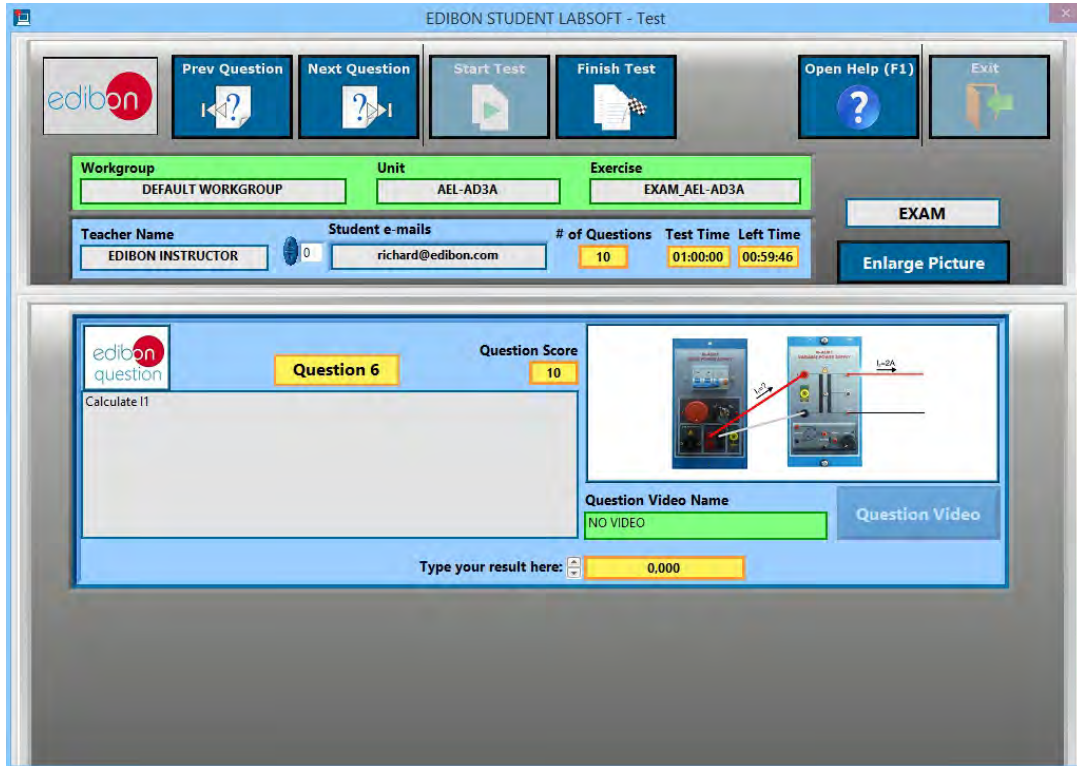 EDIBON STUDENT LABSOFT - Test
edibon
Prev Question
Next Question
Start Test
Finish Test
Open Help (F1)
Exit
Workgroup
DEFAULT WORKGROUP
Unit
AEL-AD3A
Exercise
EXAM_AEL-AD3A
Teacher Name
EDIBON INSTRUCTOR
0
Student e-mails
richard@edibon.com
# of Questions
10
Test Time
01:00:00
Left Time
00:59:46
EXAM
Enlarge Picture
edibon
question
Question 6
Question Score
10
Calculate I1
I₁=?
I₂=2A
Question Video Name
NO VIDEO
Question Video
Type your result here:
0,000